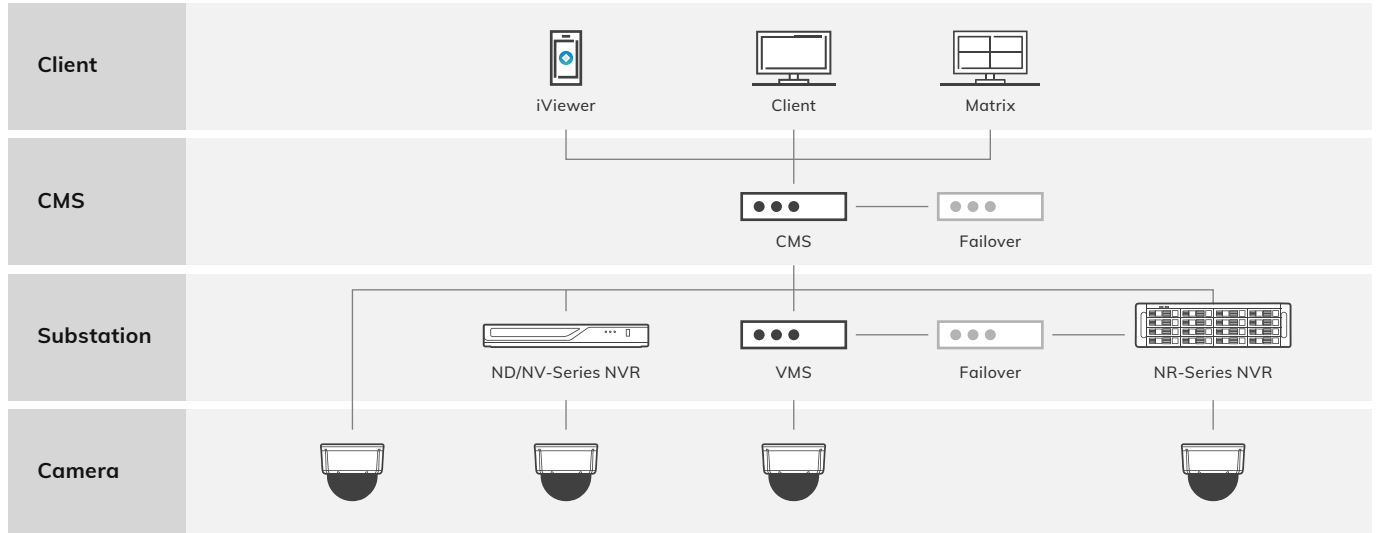 Client
iViewer
Client
Matrix
CMS
CMS
Failover
Substation
ND/NV-Series NVR
VMS
Failover
NR-Series NVR
Camera